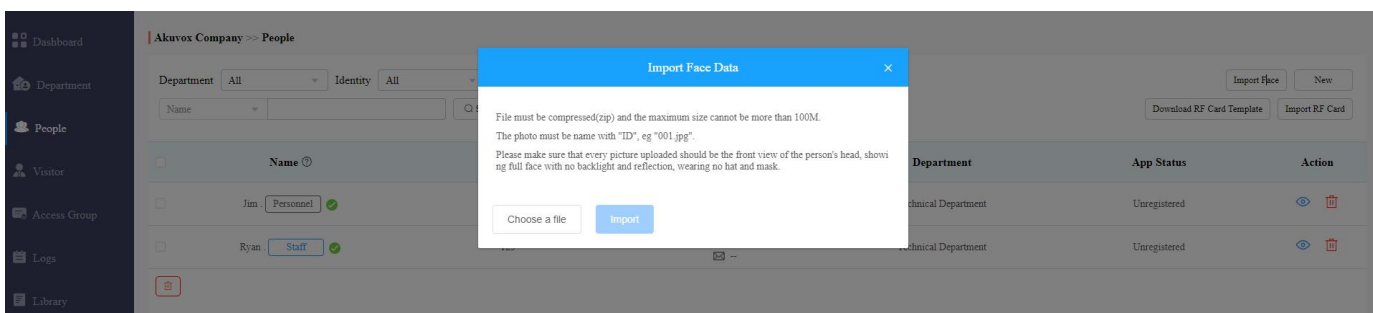 Dashboard
Akuvox Company >> People
Department All Identity All
Import Face New
Department
Name
Download RF Card Template Import RF Card
People
Import Face Data
File must be compressed(zip) and the maximum size cannot be more than 100M.
The photo must be name with "ID", eg "001.jpg".
Please make sure that every picture uploaded should be the front view of the person's head, showi
ng full face with no backlight and reflection, wearing no hat and mask.
Choose a file Import
Name Department App Status Action
Visitor
Jim . Personnel Unregistered
Access Group
Ryan . Staff -- Department Unregistered
Logs
Library